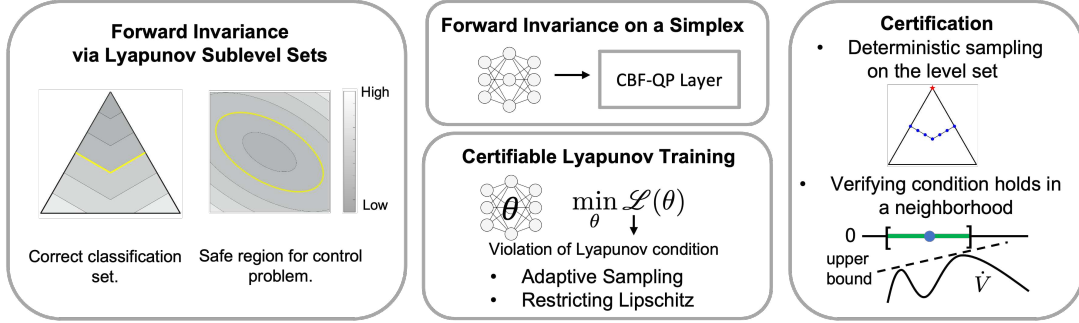 Forward Invariance
via Lyapunov Sublevel Sets
High
Low
Correct classification
set.
Safe region for control
problem.
Forward Invariance on a Simplex
CBF-QP Layer
Certifiable Lyapunov Training
θ
min ℒ(θ)
θ
Violation of Lyapunov condition
• Adaptive Sampling
• Restricting Lipschitz
Certification
• Deterministic sampling
on the level set
• Verifying condition holds in
a neighborhood
0
upper
bound
V̇